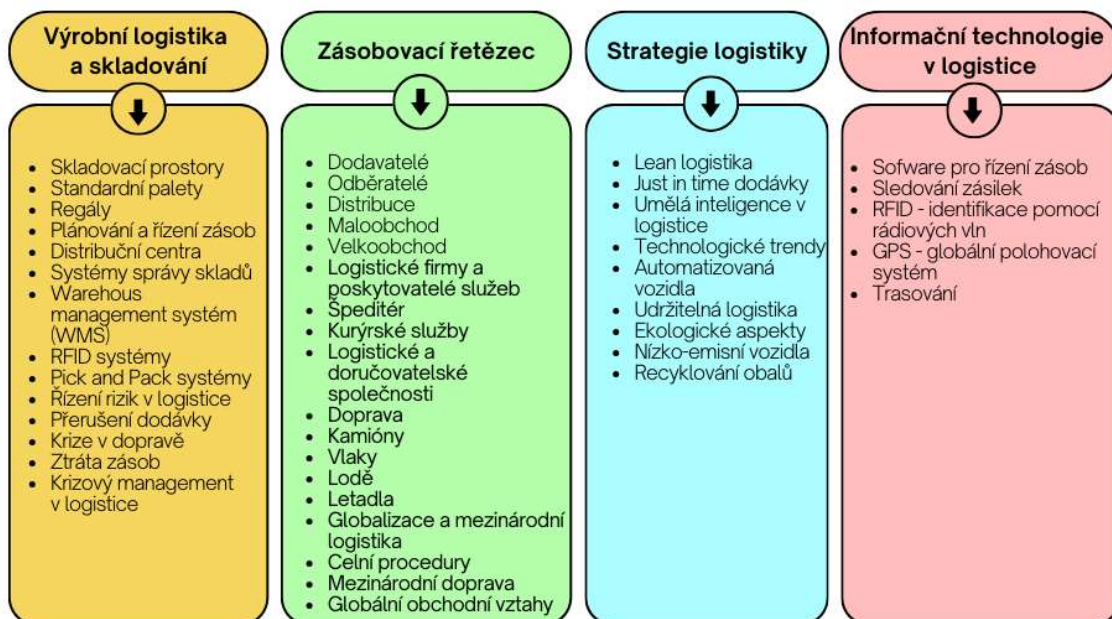 Výrobní logistika
a skladování
• Skladovací prostory
• Standardní palety
• Regály
• Plánování a řízení zásob
• Distribuční centra
• Systémy správy skladů
• Warehous
management systém
(WMS)
• RFID systémy
• Pick and Pack systémy
• Řízení rizik v logistice
• Přerušení dodávky
• Krize v dopravě
• Ztráta zásob
• Krizový management
v logistice
Zásobovací řetězec
• Dodavatelé
• Odběratelé
• Distribuce
• Maloobchod
• Velkoobchod
• Logistické firmy a
poskytovatelé služeb
• Špeditér
• Kurýrské služby
• Logistické a
doručovatelské
společnosti
• Doprava
• Kamióny
• Vlaky
• Lodě
• Letadla
• Globalizace a mezinárodní
logistika
• Celní procedury
• Mezinárodní doprava
• Globální obchodní vztahy
Strategie logistiky
• Lean logistika
• Just in time dodávky
• Umělá inteligence v
logistice
• Technologické trendy
• Automatizovaná
vozidla
• Udržitelná logistika
• Ekologické aspekty
• Nízko-emisní vozidla
• Recyklování obalů
Informační technologie
v logistice
• Sofware pro řízení zásob
• Sledování zásilek
• RFID - identifikace pomocí
rádiových vln
• GPS - globální polohovací
systém
• Trasování